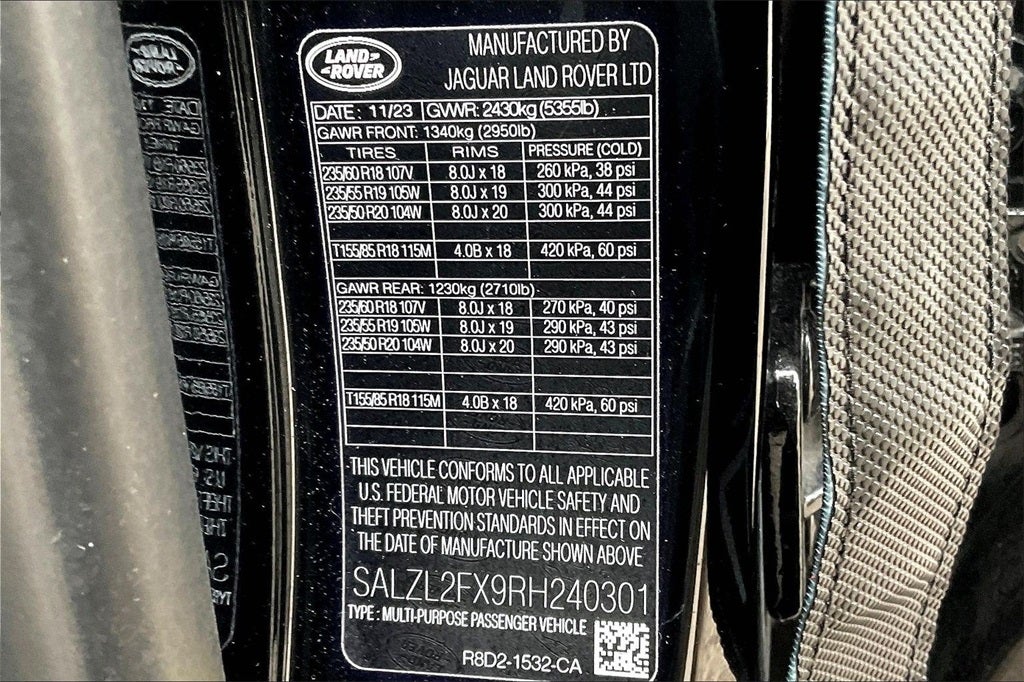 LAND ROVER
MANUFACTURED BY
JAGUAR LAND ROVER LTD
DATE : 11/23 GVWR: 2430kg (5355lb)
GAWR FRONT: 1340kg (2950lb)
TIRES RIMS PRESSURE (COLD)
235/60 R18 107V 8.0J x 18 260 kPa, 38 psi
235/55 R19 105W 8.0J x 19 300 kPa, 44 psi
235/50 R20 104W 8.0J x 20 300 kPa, 44 psi
T155/85 R18 115M 4.0B x 18 420 kPa, 60 psi
GAWR REAR: 1230kg (2710lb)
235/60 R18 107V 8.0J x 18 270 kPa, 40 psi
235/55 R19 105W 8.0J x 19 290 kPa, 43 psi
235/50 R20 104W 8.0J x 20 290 kPa, 43 psi
T155/85 R18 115M 4.0B x 18 420 kPa, 60 psi
THIS VEHICLE CONFORMS TO ALL APPLICABLE
U.S. FEDERAL MOTOR VEHICLE SAFETY AND
THEFT PREVENTION STANDARDS IN EFFECT ON
THE DATE OF MANUFACTURE SHOWN ABOVE
SALZL2FX9RH240301
TYPE : MULTI-PURPOSE PASSENGER VEHICLE
R8D2-1532-CA